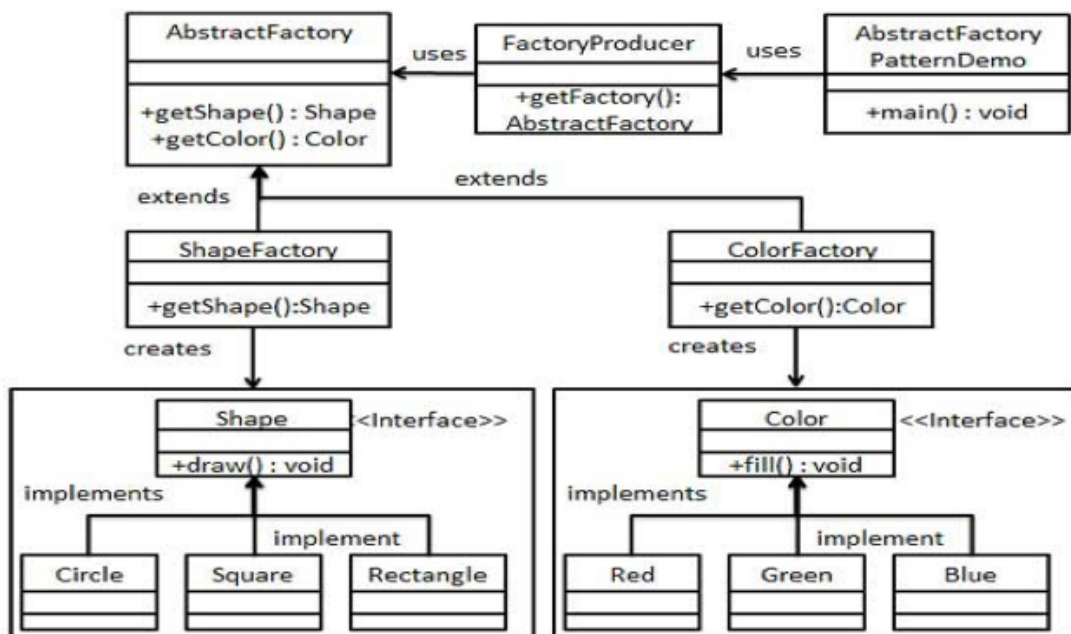 AbstractFactory
+getShape() : Shape
+getColor() : Color
uses
FactoryProducer
+getFactory():
AbstractFactory
uses
AbstractFactory
PatternDemo
+main() : void
extends
extends
ShapeFactory
+getShape():Shape
ColorFactory
+getColor():Color
creates
creates
Shape
<<Interface>>
+draw() : void
implements
implement
Circle
Square
Rectangle
Color
<<Interface>>
+fill() : void
implements
implement
Red
Green
Blue